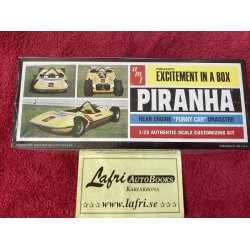 amt
PRESENTS
EXCITEMENT IN A BOX
PIRANHA
REAR ENGINE "FUNNY CAR" DRAGSTER
1/25 AUTHENTIC SCALE CUSTOMIZING KIT
Lafri AutoBooks
KARLSKRONA
☆☆☆ www.lafri.se ☆☆☆